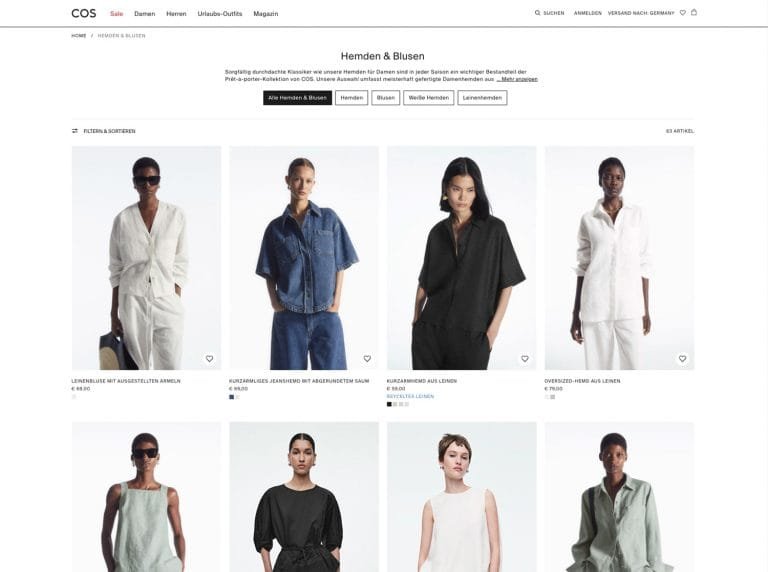 COS
Sale Damen Herren Urlaubs-Outfits Magazin
SUCHEN ANMELDEN VERSAND NACH: GERMANY
HOME / HEMDEN & BLUSEN
Hemden & Blusen
Sorgfältig durchdachte Klassiker wie unsere Hemden für Damen sind in jeder Saison ein wichtiger Bestandteil der
Prêt-à-porter-Kollektion von COS. Unsere Auswahl umfasst meisterhaft gefertigte Damenhemden aus ...Mehr anzeigen
Alle Hemden & Blusen Hemden Blusen Weiße Hemden Leinenhemden
FILTERN & SORTIEREN
63 ARTIKEL
LEINENBLUSE MIT AUSGESTELLTEN ÄRMELN
€ 69,00
KURZÄRMLIGES JEANSHEMD MIT ABGERUNDETEM SAUM
€ 69,00
KURZARMHEMD AUS LEINEN
€ 59,00
RECYCELTES LEINEN
OVERSIZED-HEMD AUS LEINEN
€ 79,00